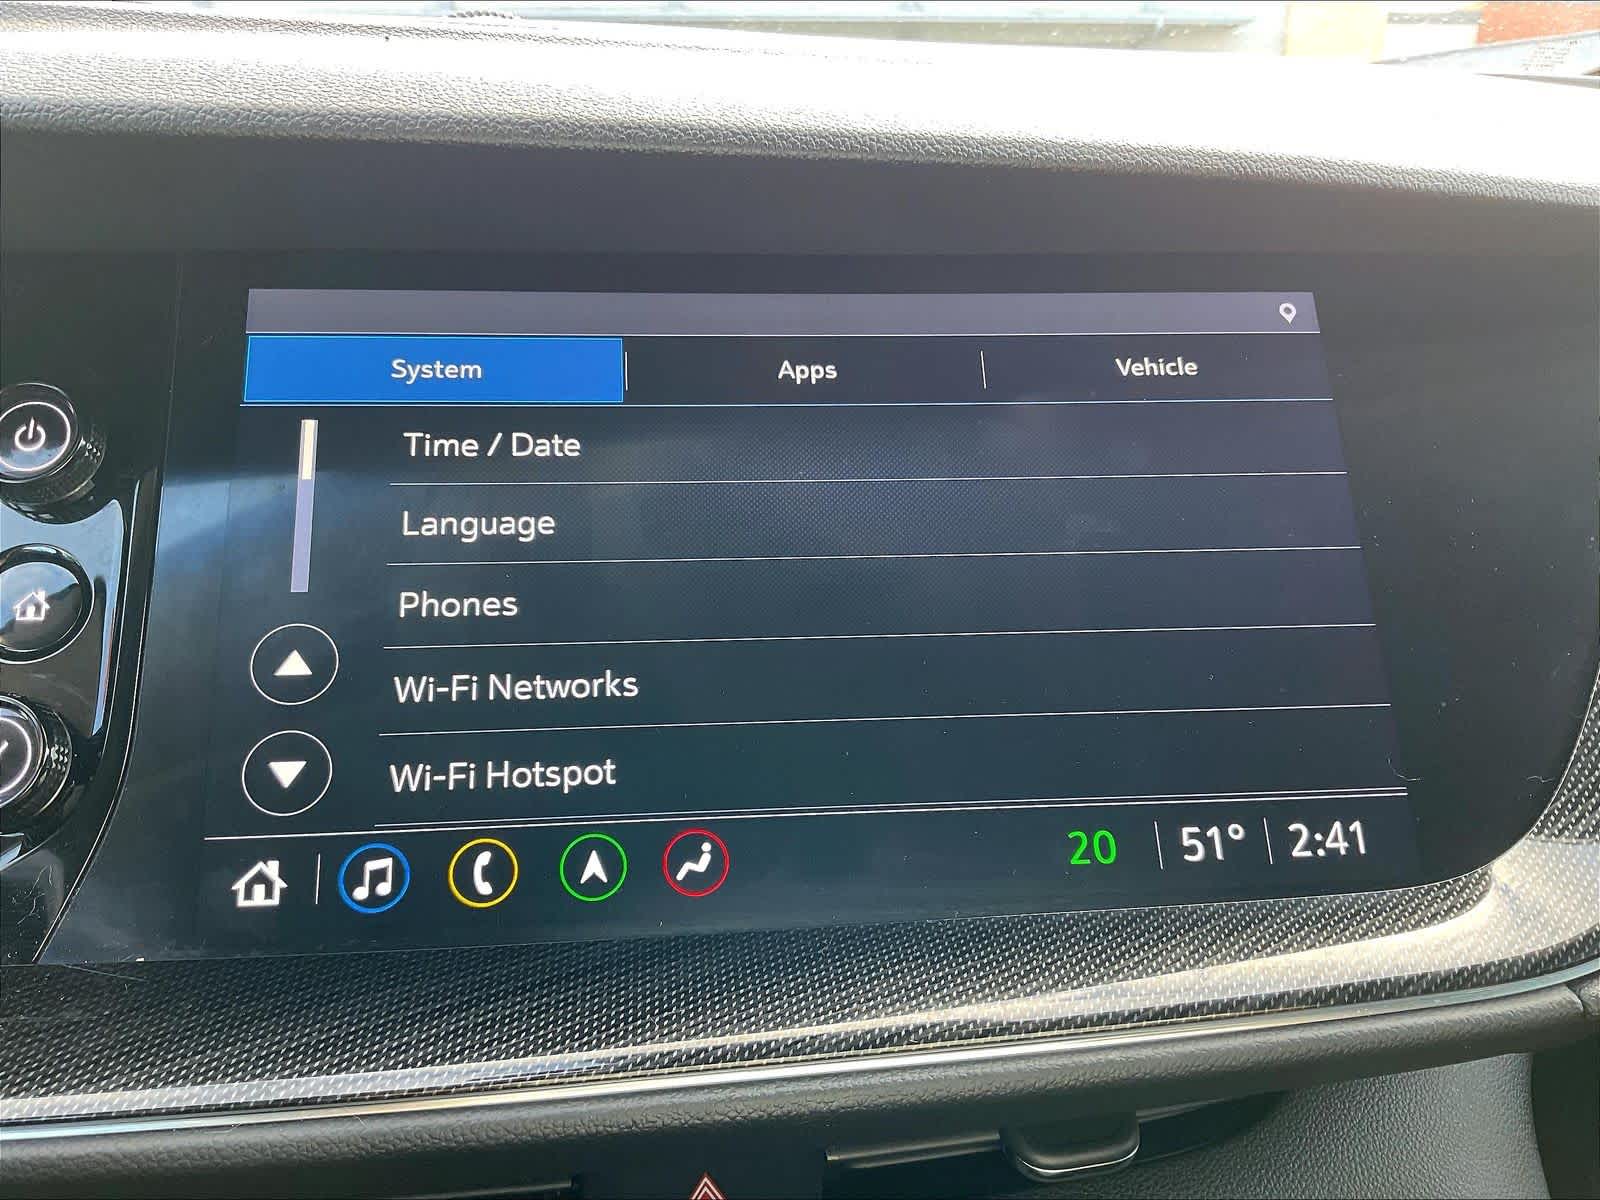 System Apps Vehicle
Time / Date
Language
Phones
Wi-Fi Networks
Wi-Fi Hotspot
20 51° 2:41